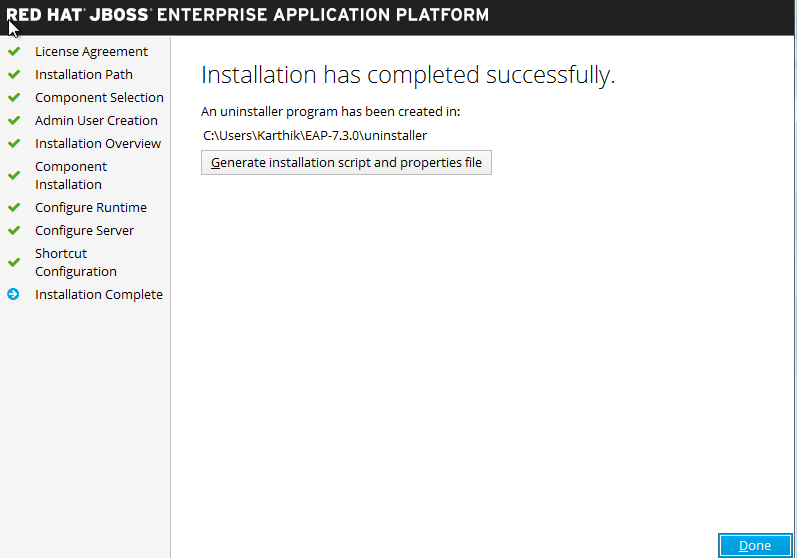 RED HAT® JBOSS® ENTERPRISE APPLICATION PLATFORM
License Agreement
Installation Path
Component Selection
Admin User Creation
Installation Overview
Component
Installation
Configure Runtime
Configure Server
Shortcut
Configuration
Installation Complete
Installation has completed successfully.
An uninstaller program has been created in:
C:\Users\Karthik\EAP-7.3.0\uninstaller
Generate installation script and properties file
Done